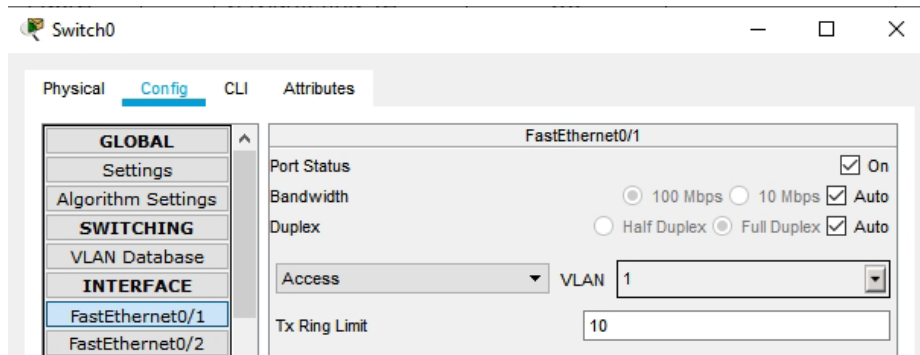 Switch0
Physical Config CLI Attributes
GLOBAL
Settings
Algorithm Settings
SWITCHING
VLAN Database
INTERFACE
FastEthernet0/1
FastEthernet0/2
FastEthernet0/1
Port Status On
Bandwidth 100 Mbps 10 Mbps Auto
Duplex Half Duplex Full Duplex Auto
Access VLAN 1
Tx Ring Limit 10